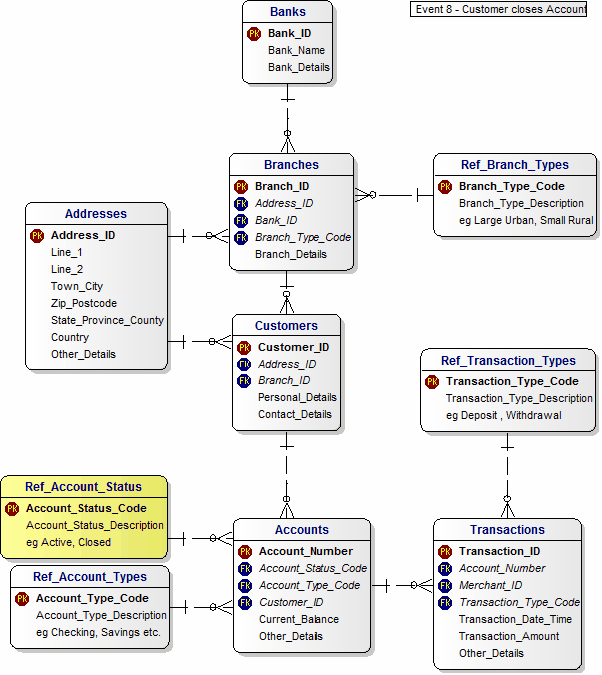 Event 8 - Customer closes Account
Banks
PK Bank_ID
Bank_Name
Bank_Details
Branches
PK Branch_ID
FK Address_ID
FK Bank_ID
FK Branch_Type_Code
Branch_Details
Ref_Branch_Types
PK Branch_Type_Code
Branch_Type_Description
eg Large Urban, Small Rural
Addresses
PK Address_ID
Line_1
Line_2
Town_City
Zip_Postcode
State_Province_County
Country
Other_Details
Customers
PK Customer_ID
FK Address_ID
FK Branch_ID
Personal_Details
Contact_Details
Ref_Transaction_Types
PK Transaction_Type_Code
Transaction_Type_Description
eg Deposit , Withdrawal
Ref_Account_Status
PK Account_Status_Code
Account_Status_Description
eg Active, Closed
Ref_Account_Types
PK Account_Type_Code
Account_Type_Description
eg Checking, Savings etc.
Accounts
PK Account_Number
FK Account_Status_Code
FK Account_Type_Code
FK Customer_ID
Current_Balance
Other_Details
Transactions
PK Transaction_ID
FK Account_Number
FK Merchant_ID
FK Transaction_Type_Code
Transaction_Date_Time
Transaction_Amount
Other_Details